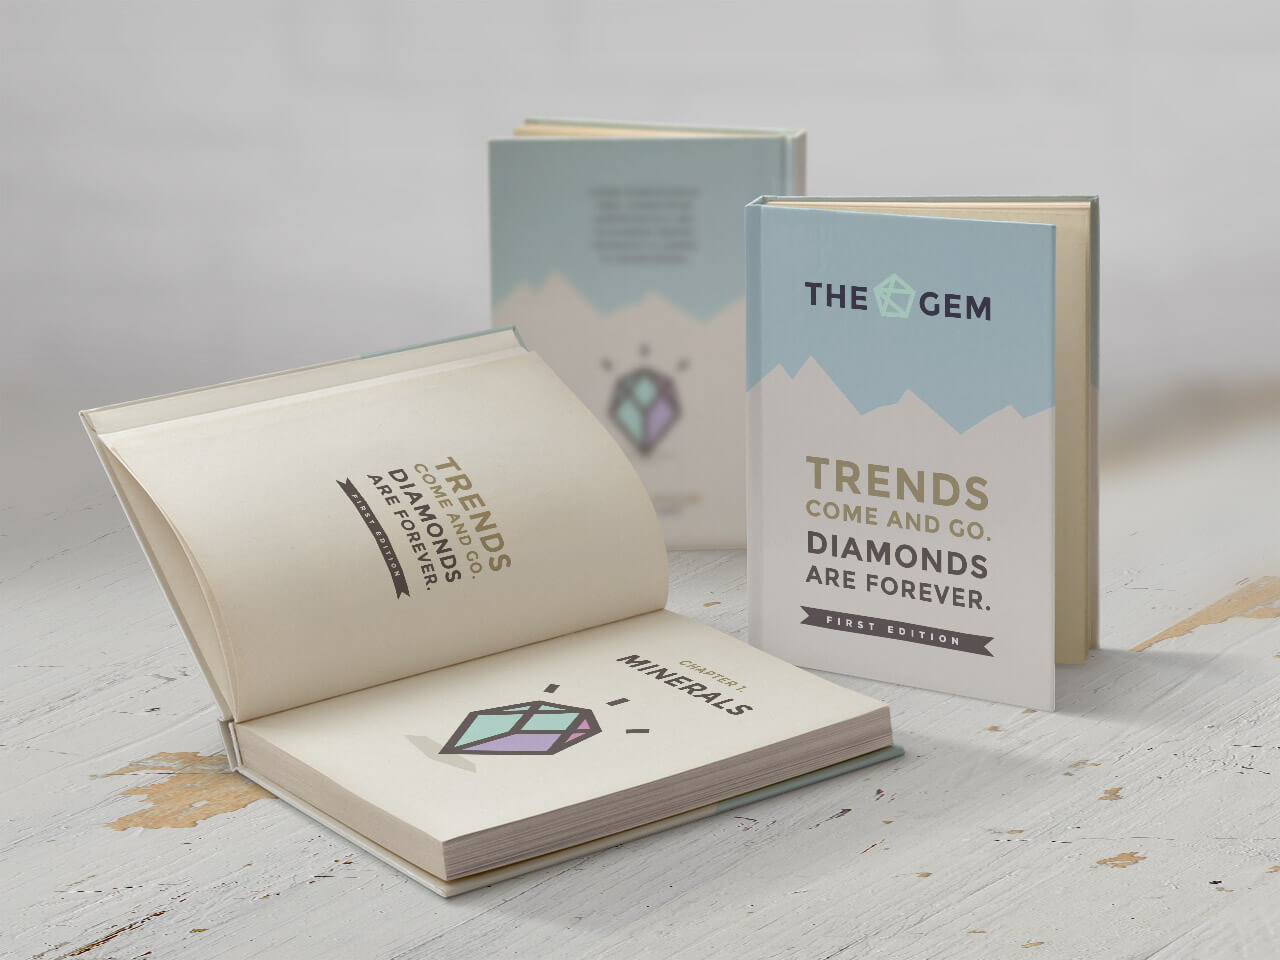 THE GEM
TRENDS
COME AND GO.
DIAMONDS
ARE FOREVER.
FIRST EDITION
TRENDS
COME AND GO.
DIAMONDS
ARE FOREVER.
FIRST EDITION
CHAPTER 1.
MINERALS